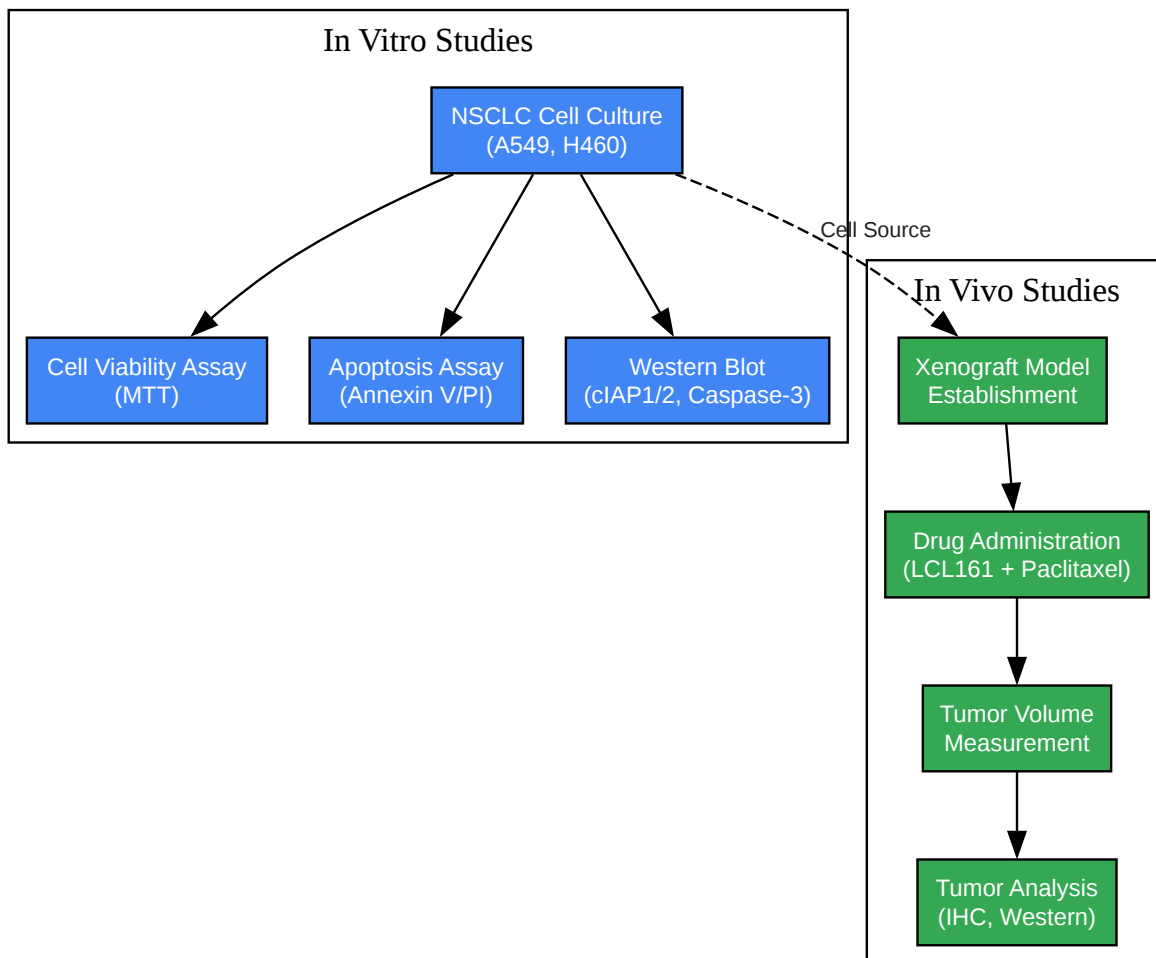 In Vitro Studies
NSCLC Cell Culture
(A549, H460)
Cell Source
Cell Viability Assay
(MTT)
Apoptosis Assay
(Annexin V/PI)
Western Blot
(cIAP1/2, Caspase-3)
In Vivo Studies
Xenograft Model
Establishment
Drug Administration
(LCL161 + Paclitaxel)
Tumor Volume
Measurement
Tumor Analysis
(IHC, Western)